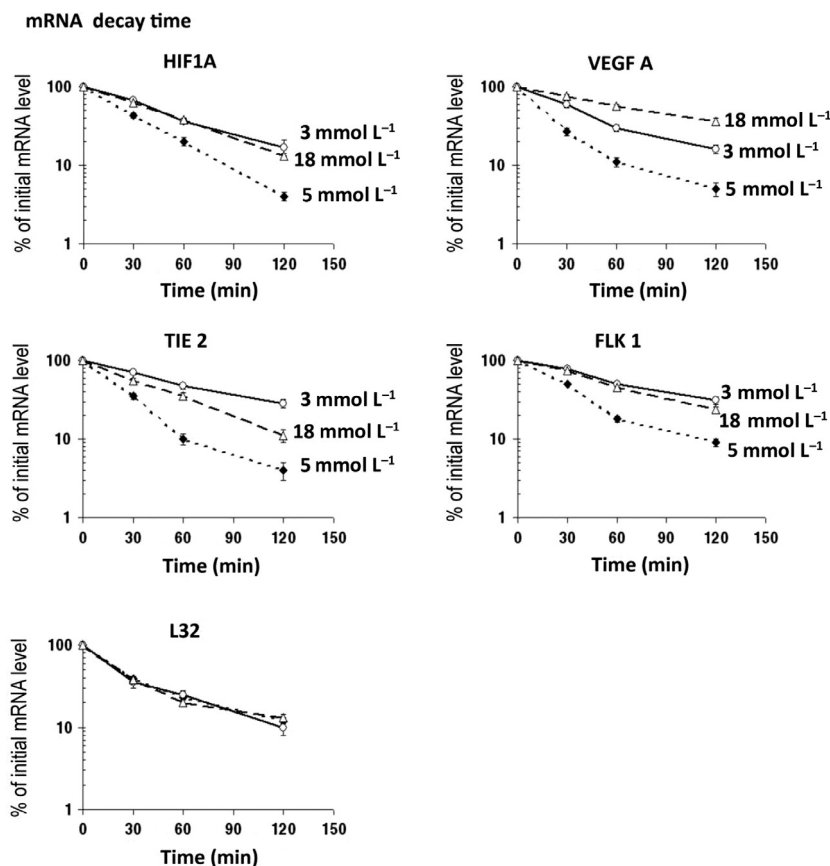 mRNA decay time
HIF1A
% of initial mRNA level
100
10
1
0 30 60 90 120 150
Time (min)
3 mmol L⁻¹
18 mmol L⁻¹
5 mmol L⁻¹
VEGF A
% of initial mRNA level
100
10
1
0 30 60 90 120 150
Time (min)
18 mmol L⁻¹
3 mmol L⁻¹
5 mmol L⁻¹
TIE 2
% of initial mRNA level
100
10
1
0 30 60 90 120 150
Time (min)
3 mmol L⁻¹
18 mmol L⁻¹
5 mmol L⁻¹
FLK 1
% of initial mRNA level
100
10
1
0 30 60 90 120 150
Time (min)
3 mmol L⁻¹
18 mmol L⁻¹
5 mmol L⁻¹
L32
% of initial mRNA level
100
10
1
0 30 60 90 120 150
Time (min)